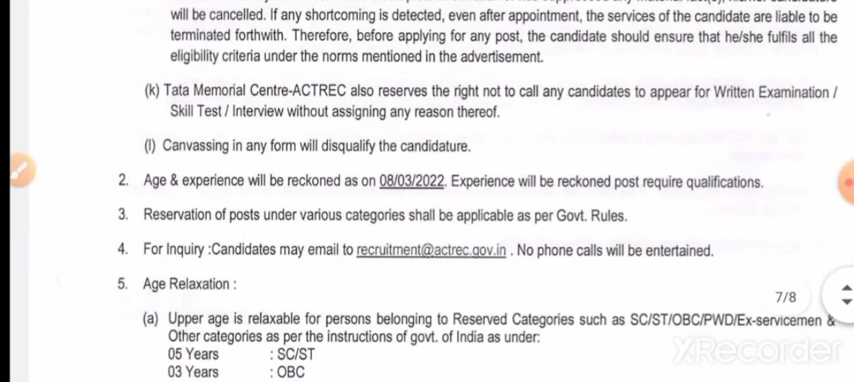 will be cancelled. If any shortcoming is detected, even after appointment, the services of the candidate are liable to be
terminated forthwith. Therefore, before applying for any post, the candidate should ensure that he/she fulfils all the
eligibility criteria under the norms mentioned in the advertisement.
(k) Tata Memorial Centre-ACTREC also reserves the right not to call any candidates to appear for Written Examination /
Skill Test / Interview without assigning any reason thereof.
(l) Canvassing in any form will disqualify the candidature.
2. Age & experience will be reckoned as on 08/03/2022. Experience will be reckoned post require qualifications.
3. Reservation of posts under various categories shall be applicable as per Govt. Rules.
4. For Inquiry :Candidates may email to recruitment@actrec.gov.in . No phone calls will be entertained.
5. Age Relaxation :
7/8
(a) Upper age is relaxable for persons belonging to Reserved Categories such as SC/ST/OBC/PWD/Ex-servicemen &
Other categories as per the instructions of govt. of India as under:
05 Years : SC/ST
03 Years : OBC
XRecorder